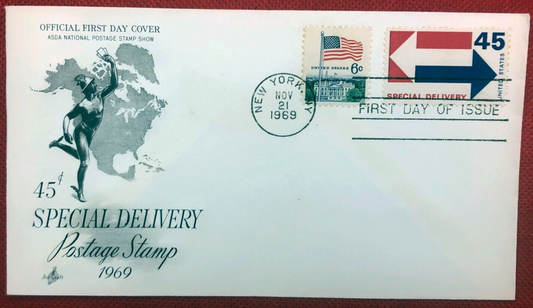 OFFICIAL FIRST DAY COVER
ASDA NATIONAL POSTAGE STAMP SHOW
45¢
SPECIAL DELIVERY
Postage Stamp
1969
UNITED STATES 6c
45
UNITED STATES
SPECIAL DELIVERY
NEW YORK, NY
NOV
21
1969
FIRST DAY OF ISSUE